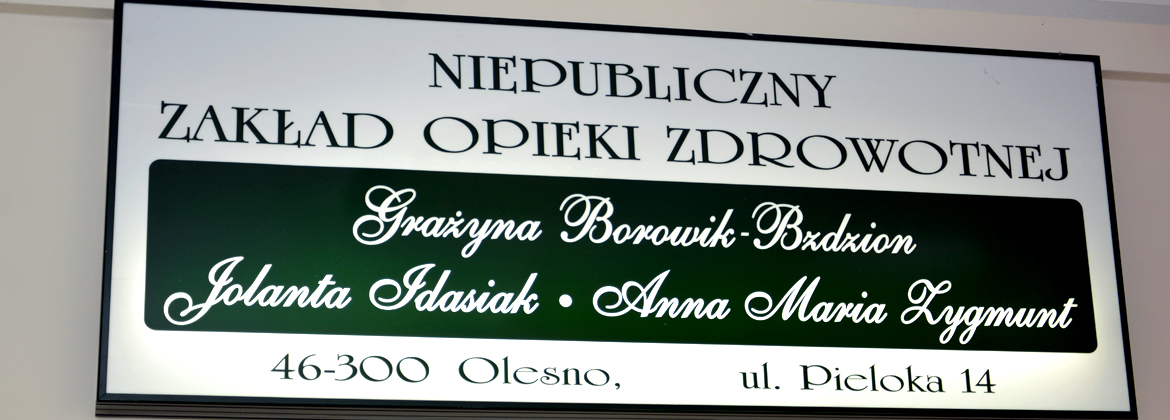 NIEPUBLICZNY
ZAKŁAD OPIEKI ZDROWOTNEJ
Grażyna Borowik-Bzdzion
Jolanta Idasiak • Anna Maria Zygmunt
46-300 Olesno, ul. Pieloka 14